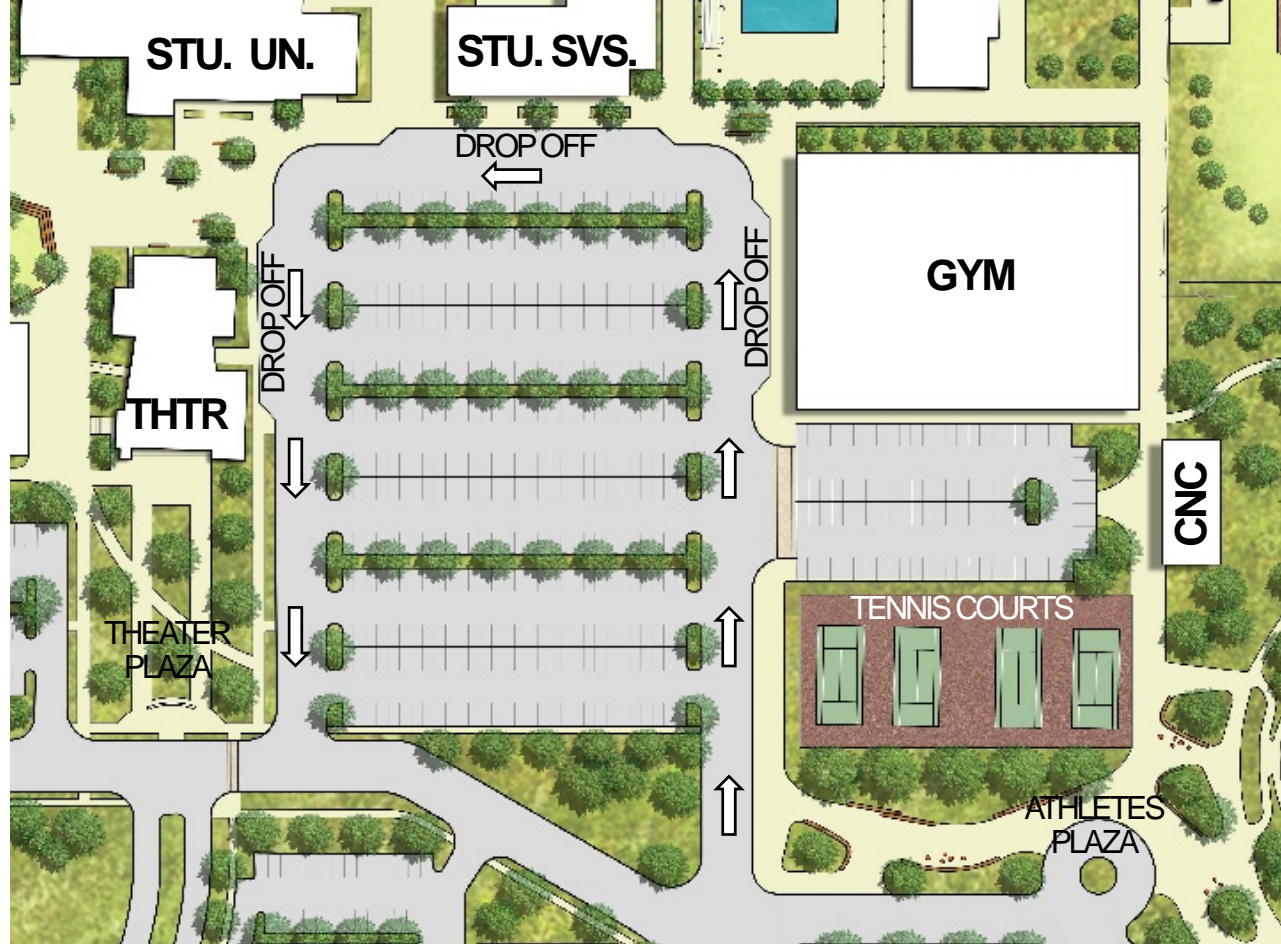 STU. UN.
STU. SVS.
DROP OFF
DROP OFF
DROP OFF
GYM
THTR
CNC
TENNIS COURTS
THEATER
PLAZA
ATHLETES
PLAZA